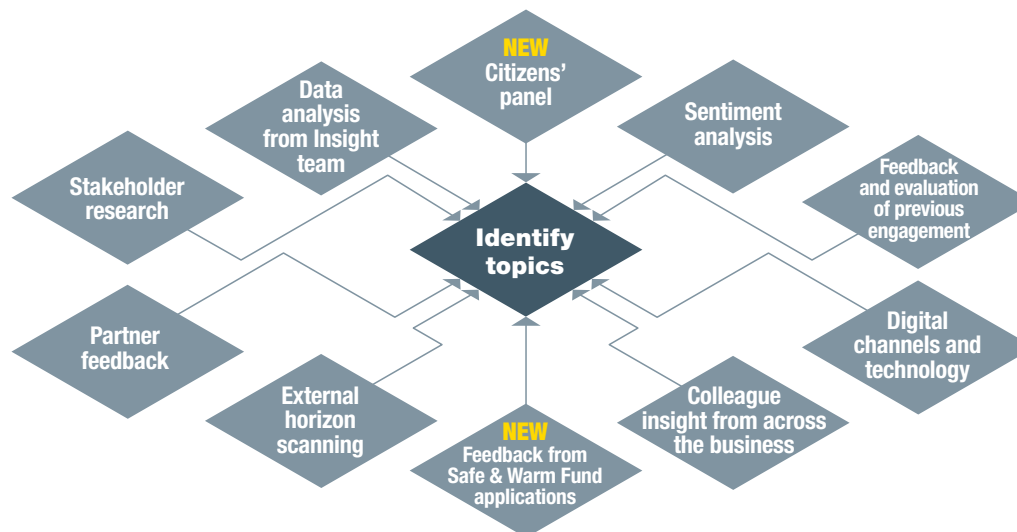 NEW
Citizens'
panel
Data
analysis
from Insight
team
Sentiment
analysis
Stakeholder
research
Feedback
and evaluation
of previous
engagement
Identify
topics
Partner
feedback
Digital
channels and
technology
External
horizon
scanning
Colleague
insight from across
the business
NEW
Feedback from
Safe & Warm Fund
applications